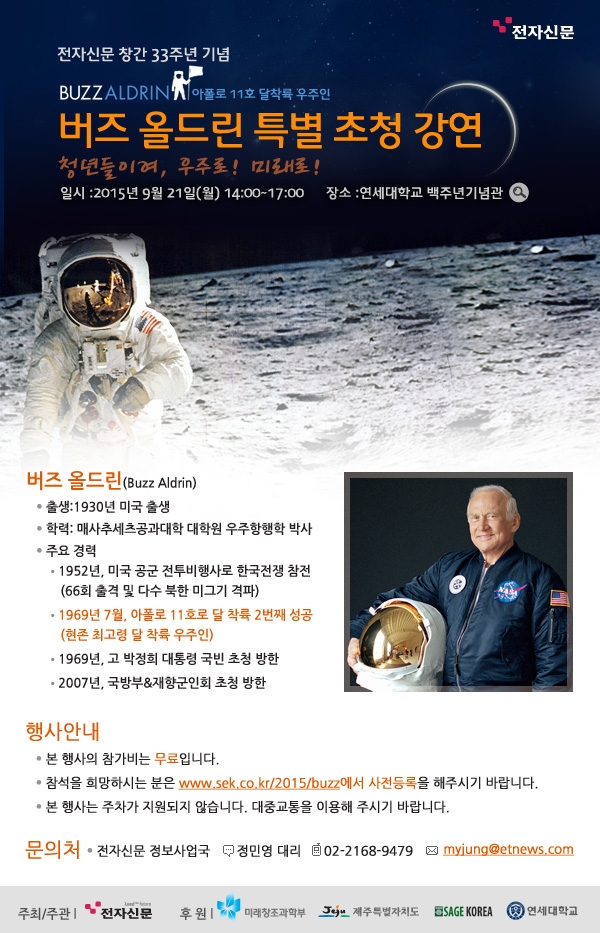 전자신문
전자신문 창간 33주년 기념
BUZZ ALDRIN 아폴로 11호 달착륙 우주인
버즈 올드린 특별 초청 강연
청년들이여, 우주로! 미래로!
일시 :2015년 9월 21일(월) 14:00~17:00 장소 :연세대학교 백주년기념관
버즈 올드린(Buzz Aldrin)
• 출생:1930년 미국 출생
• 학력: 매사추세츠공과대학 대학원 우주항행학 박사
• 주요 경력
• 1952년, 미국 공군 전투비행사로 한국전쟁 참전
(66회 출격 및 다수 북한 미그기 격파)
• 1969년 7월, 아폴로 11호로 달 착륙 2번째 성공
(현존 최고령 달 착륙 우주인)
• 1969년, 고 박정희 대통령 국빈 초청 방한
• 2007년, 국방부&재향군인회 초청 방한
NASA
행사안내
• 본 행사의 참가비는 무료입니다.
• 참석을 희망하시는 분은 www.sek.co.kr/2015/buzz에서 사전등록을 해주시기 바랍니다.
• 본 행사는 주차가 지원되지 않습니다. 대중교통을 이용해 주시기 바랍니다.
문의처 • 전자신문 정보사업국 정민영 대리 02-2168-9479 myjung@etnews.com
주최/주관 | 전자신문 후 원 | 미래창조과학부 Jeju 제주특별자치도 SAGE KOREA 연세대학교